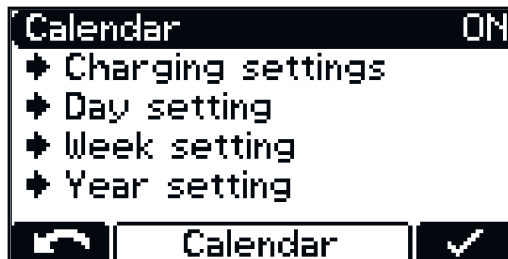 Calendar ON
Charging settings
Day setting
Week setting
Year setting
Calendar